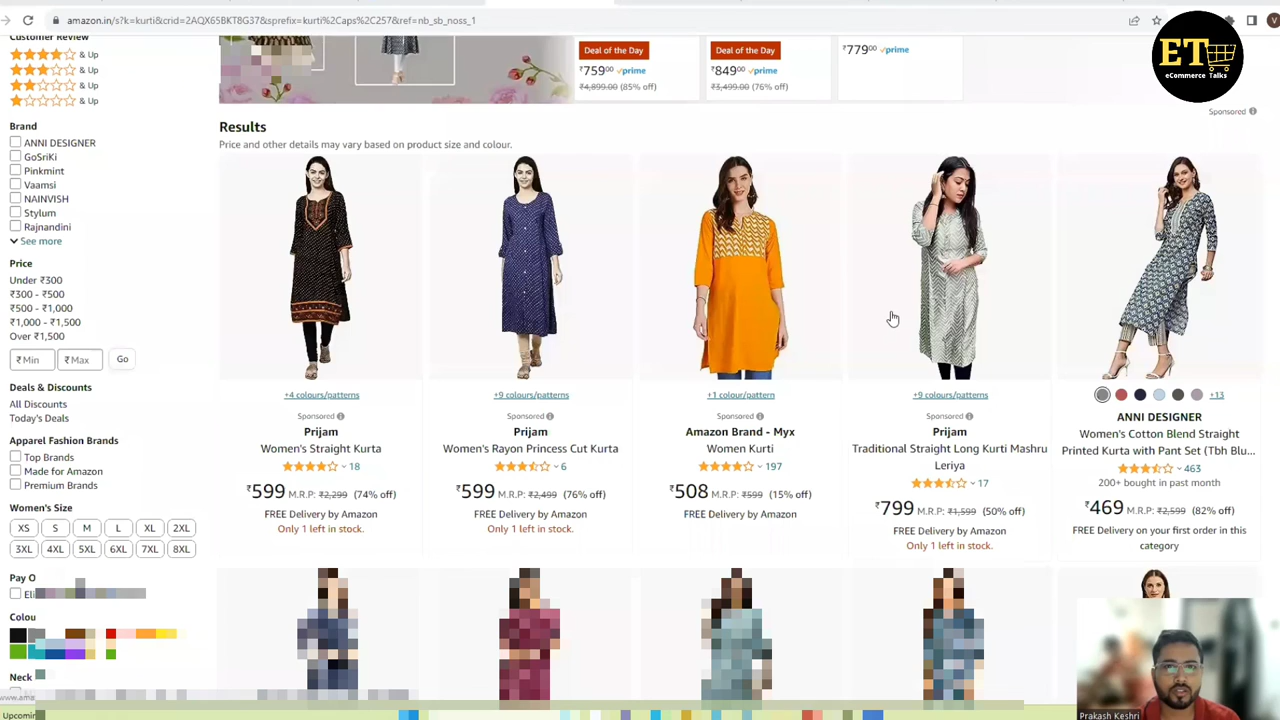 amazon.in/s?k=kurti&crid=2AQX65BKT8G37&sprefix=kurti%2Caps%2C257&ref=nb_sb_noss_1
ET
eCommerce Talks
Customer Review
& Up
& Up
& Up
& Up
Brand
ANNI DESIGNER
GoSriKi
Pinkmint
Vaamsi
NAINVISH
Stylum
Rajnandini
See more
Price
Under ₹300
₹300 - ₹500
₹500 - ₹1,000
₹1,000 - ₹1,500
Over ₹1,500
₹ Min ₹ Max Go
Deals & Discounts
All Discounts
Today's Deals
Apparel Fashion Brands
Top Brands
Made for Amazon
Premium Brands
Women's Size
XS S M L XL 2XL
3XL 4XL 5XL 6XL 7XL 8XL
Pay O
Colou
Neck
Deal of the Day
₹759⁰⁰ prime
₹4,899.00 (85% off)
Deal of the Day
₹849⁰⁰ prime
₹3,499.00 (76% off)
₹779⁰⁰ prime
Sponsored
Results
Price and other details may vary based on product size and colour.
+4 colours/patterns
Sponsored
Prijam
Women's Straight Kurta
18
₹599 M.R.P: ₹2,299 (74% off)
FREE Delivery by Amazon
Only 1 left in stock.
+9 colours/patterns
Sponsored
Prijam
Women's Rayon Princess Cut Kurta
6
₹599 M.R.P: ₹2,499 (76% off)
FREE Delivery by Amazon
Only 1 left in stock.
+1 colour/pattern
Sponsored
Amazon Brand - Myx
Women Kurti
197
₹508 M.R.P: ₹599 (15% off)
FREE Delivery by Amazon
+9 colours/patterns
Sponsored
Prijam
Traditional Straight Long Kurti Mashru
Leriya
17
₹799 M.R.P: ₹1,599 (50% off)
FREE Delivery by Amazon
Only 1 left in stock.
+13
ANNI DESIGNER
Women's Cotton Blend Straight
Printed Kurta with Pant Set (Tbh Blu...
463
200+ bought in past month
₹469 M.R.P: ₹2,599 (82% off)
FREE Delivery on your first order in this
category
Upcoming
Prakash Keshri